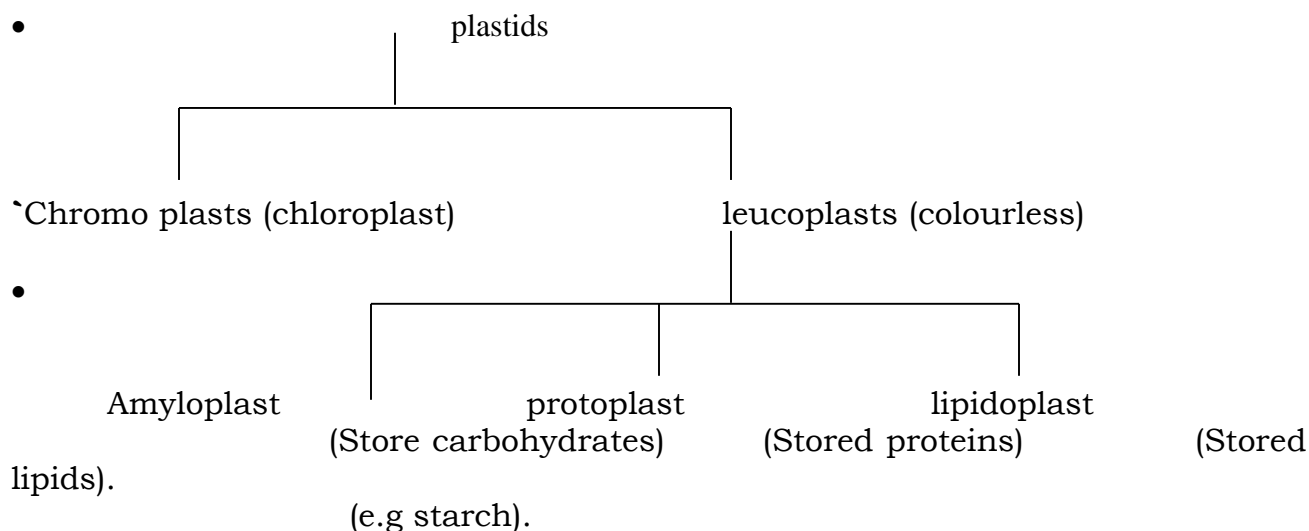 • plastids
`Chromo plasts (chloroplast) leucoplasts (colourless)
•
Amyloplast protoplast lipidoplast
(Store carbohydrates) (Stored proteins) (Stored
lipids).
(e.g starch).